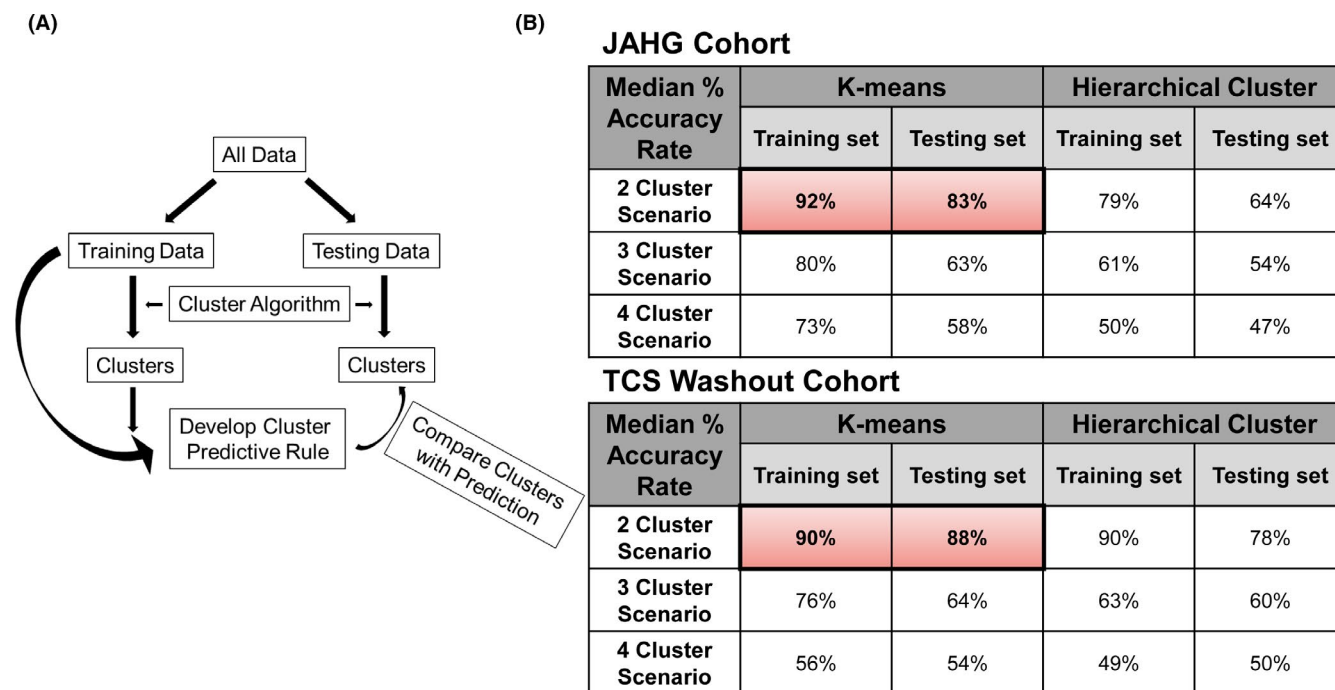 (A)
All Data
Training Data
Testing Data
Cluster Algorithm
Clusters
Clusters
Develop Cluster
Predictive Rule
Compare Clusters
with Prediction
(B)
JAHG Cohort
Median %
Accuracy
Rate
K-means
Hierarchical Cluster
Training set
Testing set
Training set
Testing set
2 Cluster
Scenario
92%
83%
79%
64%
3 Cluster
Scenario
80%
63%
61%
54%
4 Cluster
Scenario
73%
58%
50%
47%
TCS Washout Cohort
Median %
Accuracy
Rate
K-means
Hierarchical Cluster
Training set
Testing set
Training set
Testing set
2 Cluster
Scenario
90%
88%
90%
78%
3 Cluster
Scenario
76%
64%
63%
60%
4 Cluster
Scenario
56%
54%
49%
50%